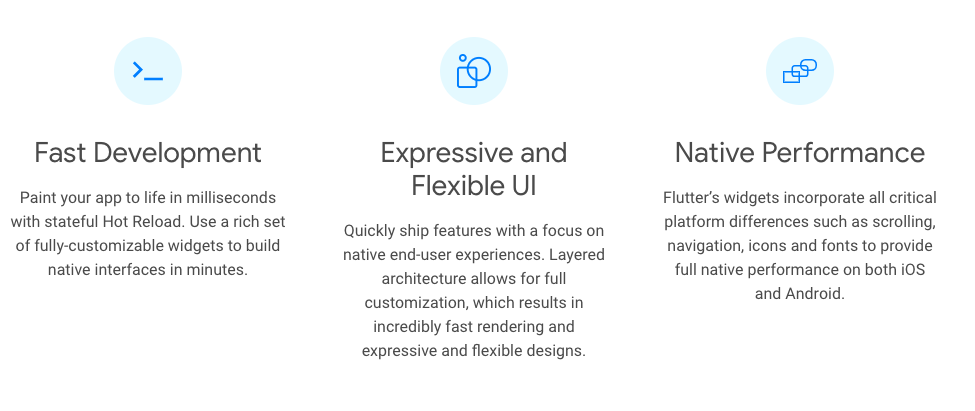 Fast Development
Paint your app to life in milliseconds
with stateful Hot Reload. Use a rich set
of fully-customizable widgets to build
native interfaces in minutes.
Expressive and
Flexible UI
Quickly ship features with a focus on
native end-user experiences. Layered
architecture allows for full
customization, which results in
incredibly fast rendering and
expressive and flexible designs.
Native Performance
Flutter’s widgets incorporate all critical
platform differences such as scrolling,
navigation, icons and fonts to provide
full native performance on both iOS
and Android.